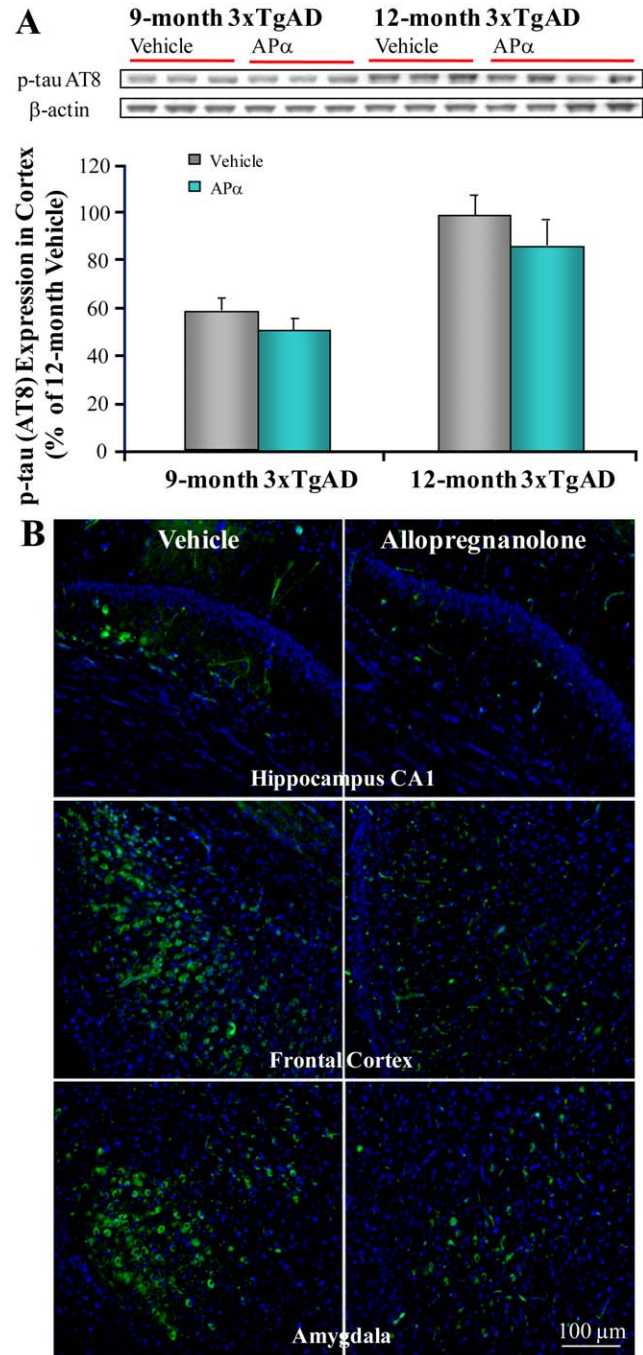 A
9-month 3xTgAD 12-month 3xTgAD
Vehicle APα Vehicle APα
p-tau AT8
β-actin
p-tau (AT8) Expression in Cortex
(% of 12-month Vehicle)
120
100
80
60
40
20
0
Vehicle
APα
9-month 3xTgAD 12-month 3xTgAD
B
Vehicle Allopregnanolone
Hippocampus CA1
Frontal Cortex
Amygdala
100 µm